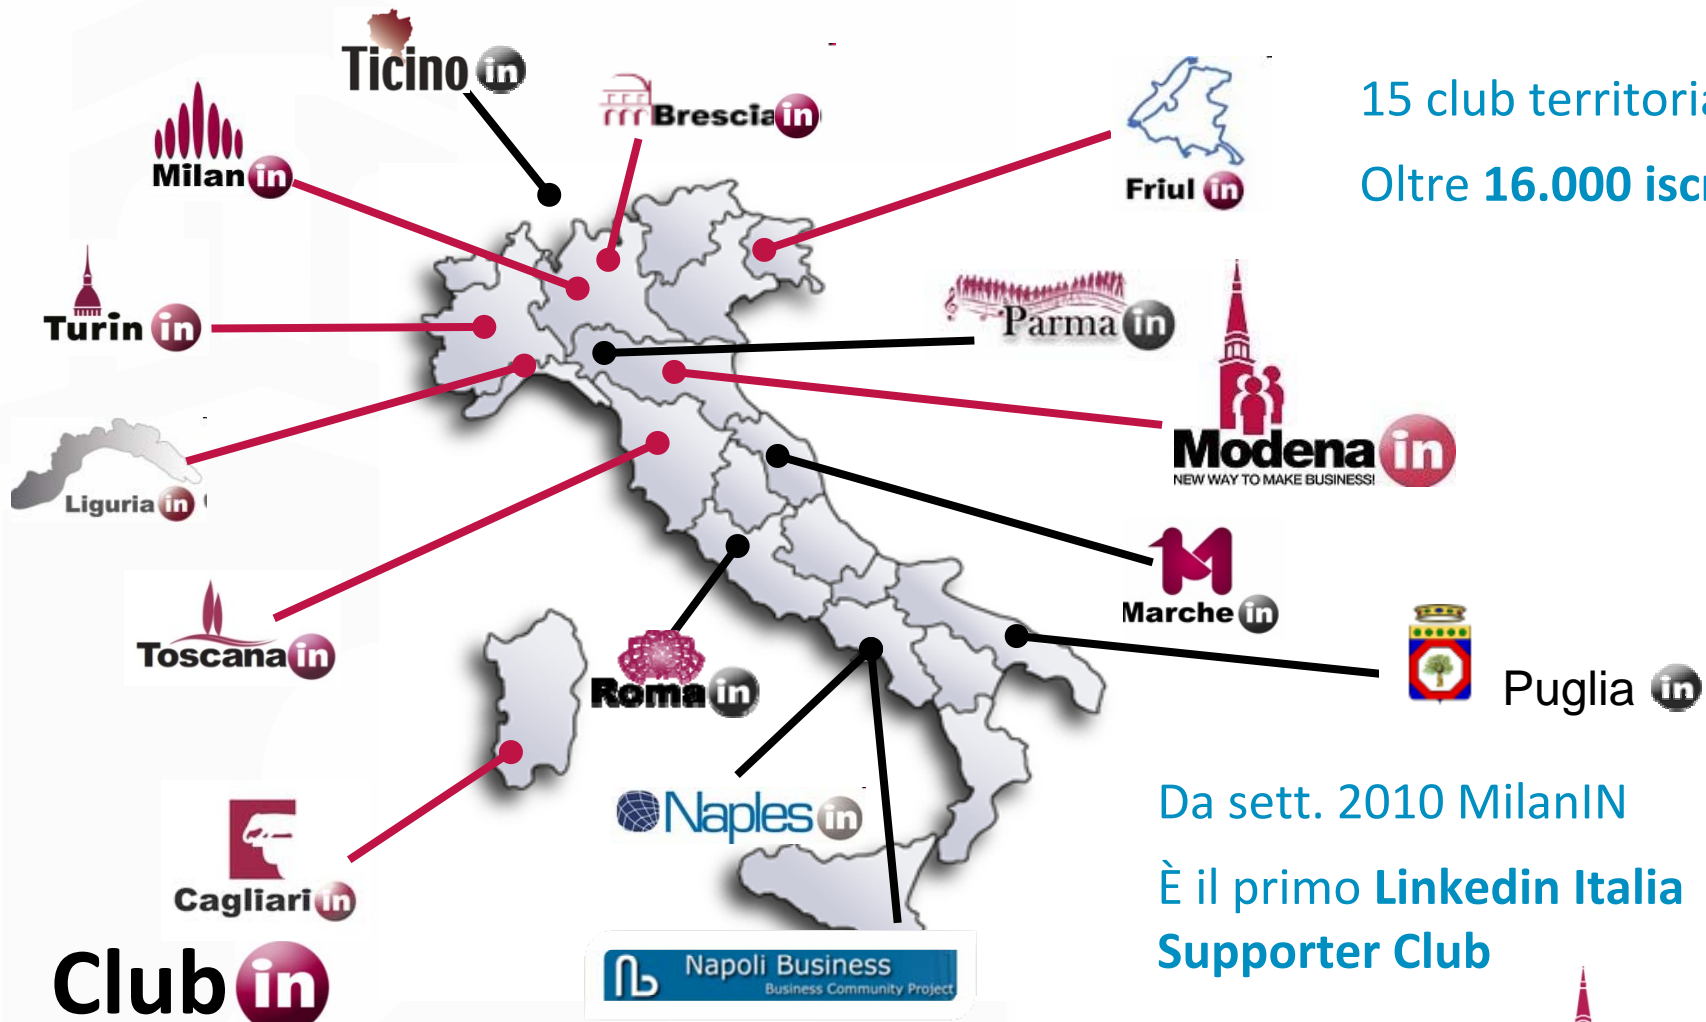 Ticino in
Brescia in
Milan in
Friul in
15 club territoria
Oltre 16.000 iscr
Turin in
Parma in
Modena in
NEW WAY TO MAKE BUSINESS!
Liguria in
Marche in
Toscana in
Roma in
Puglia in
Naples in
Da sett. 2010 MilanIN
È il primo Linkedin Italia
Supporter Club
Cagliari in
Club in
Napoli Business
Business Community Project